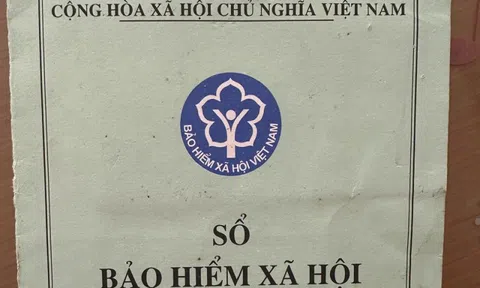 CỘNG HÒA XÃ HỘI CHỦ NGHĨA VIỆT NAM
BẢO HIỂM XÃ HỘI VIỆT NAM
SỔ
BẢO HIỂM XÃ HỘI